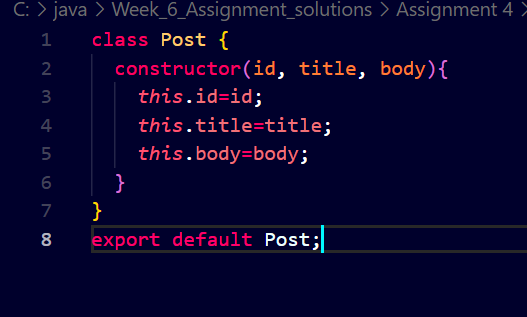 C: > java > Week_6_Assignment_solutions > Assignment 4 >
1 class Post {
2 constructor(id, title, body){
3 this.id=id;
4 this.title=title;
5 this.body=body;
6 }
7 }
8 export default Post;